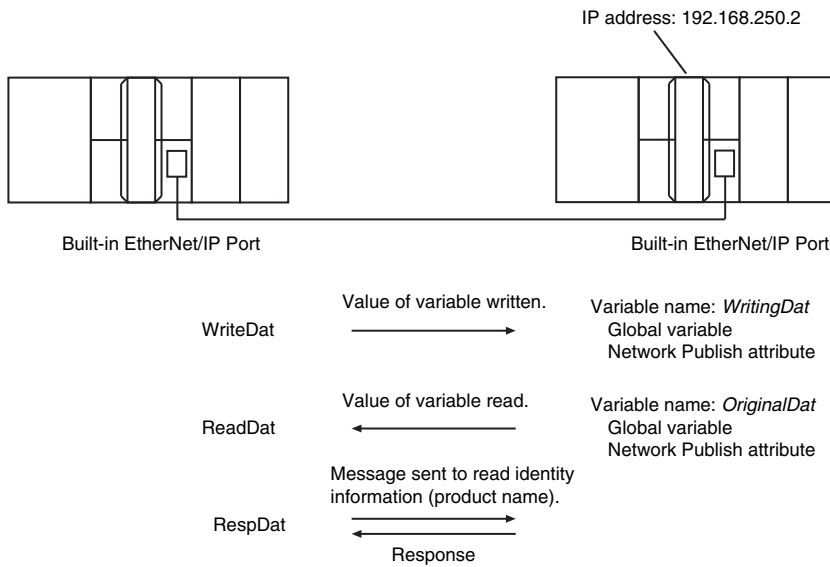 IP address: 192.168.250.2
Built-in EtherNet/IP Port
Built-in EtherNet/IP Port
WriteDat
Value of variable written.
Variable name: WritingDat
Global variable
Network Publish attribute
ReadDat
Value of variable read.
Variable name: OriginalDat
Global variable
Network Publish attribute
Message sent to read identity
information (product name).
RespDat
Response